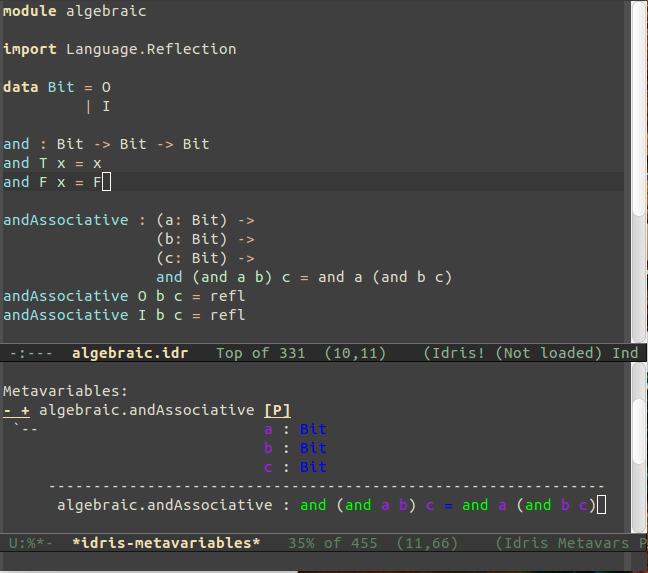 module algebraic
import Language.Reflection
data Bit = O
         | I
and : Bit -> Bit -> Bit
and T x = x
and F x = F
andAssociative : (a: Bit) ->
                 (b: Bit) ->
                 (c: Bit) ->
                 and (and a b) c = and a (and b c)
andAssociative O b c = refl
andAssociative I b c = refl
-:--- algebraic.idr Top of 331 (10,11) (Idris! (Not loaded) Ind
Metavariables:
- + algebraic.andAssociative [P]
`-- a : Bit
b : Bit
c : Bit
--------------------------------------------------------------
algebraic.andAssociative : and (and a b) c = and a (and b c)
U:%*- *idris-metavariables* 35% of 455 (11,66) (Idris Metavars P